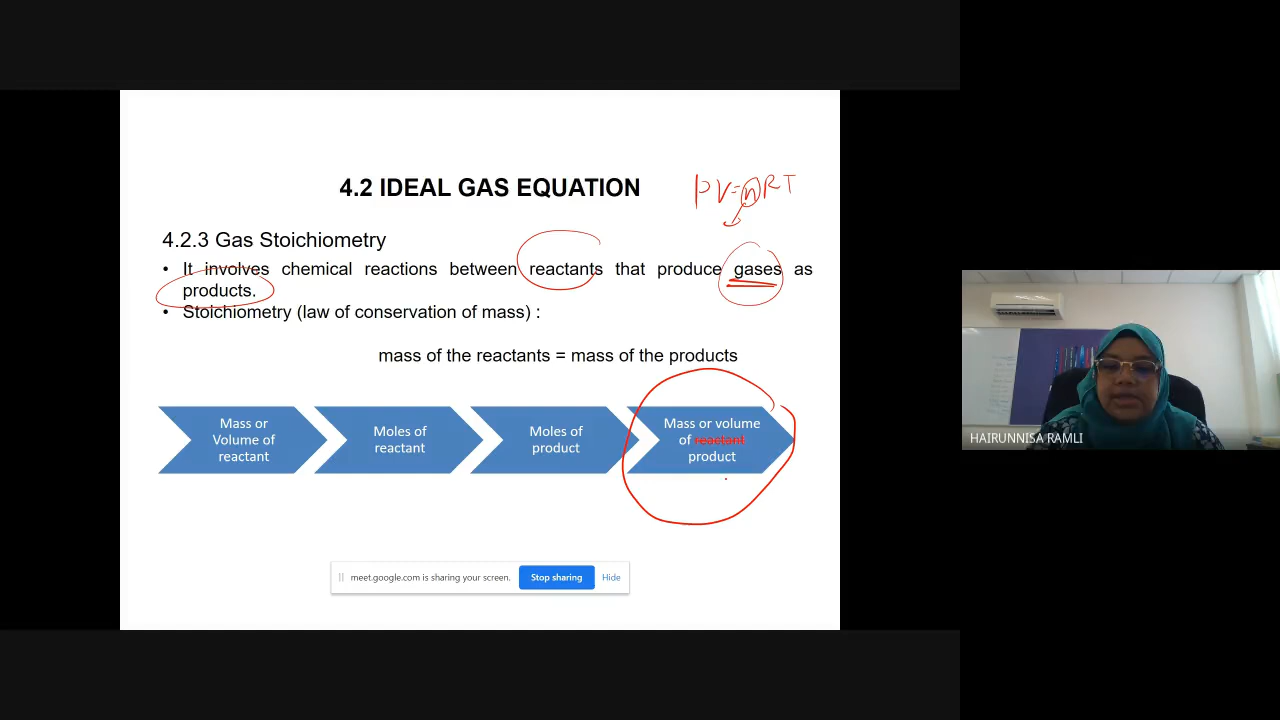 4.2 IDEAL GAS EQUATION
PV=nRT
4.2.3 Gas Stoichiometry
• It involves chemical reactions between reactants that produce gases as
products.
• Stoichiometry (law of conservation of mass) :
mass of the reactants = mass of the products
Mass or
Volume of
reactant
Moles of
reactant
Moles of
product
Mass or volume
of reactant
product
HAIRUNNISA RAMLI
meet.google.com is sharing your screen.
Stop sharing
Hide